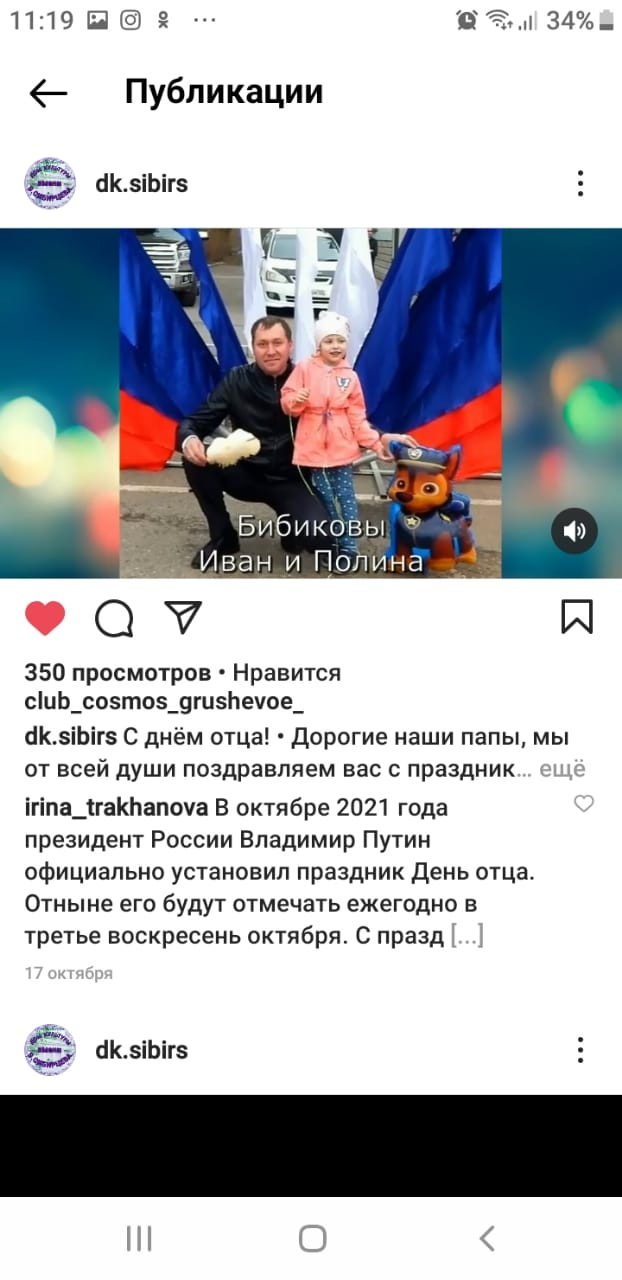 11:19
34%
Публикации
dk.sibirs
Бибиковы
Иван и Полина
350 просмотров • Нравится
club_cosmos_grushevoe_
dk.sibirs С днём отца! • Дорогие наши папы, мы
от всей души поздравляем вас с праздник... ещё
irina_trakhanova В октябре 2021 года
президент России Владимир Путин
официально установил праздник День отца.
Отныне его будут отмечать ежегодно в
третье воскресень октября. С празд [...]
17 октября
dk.sibirs